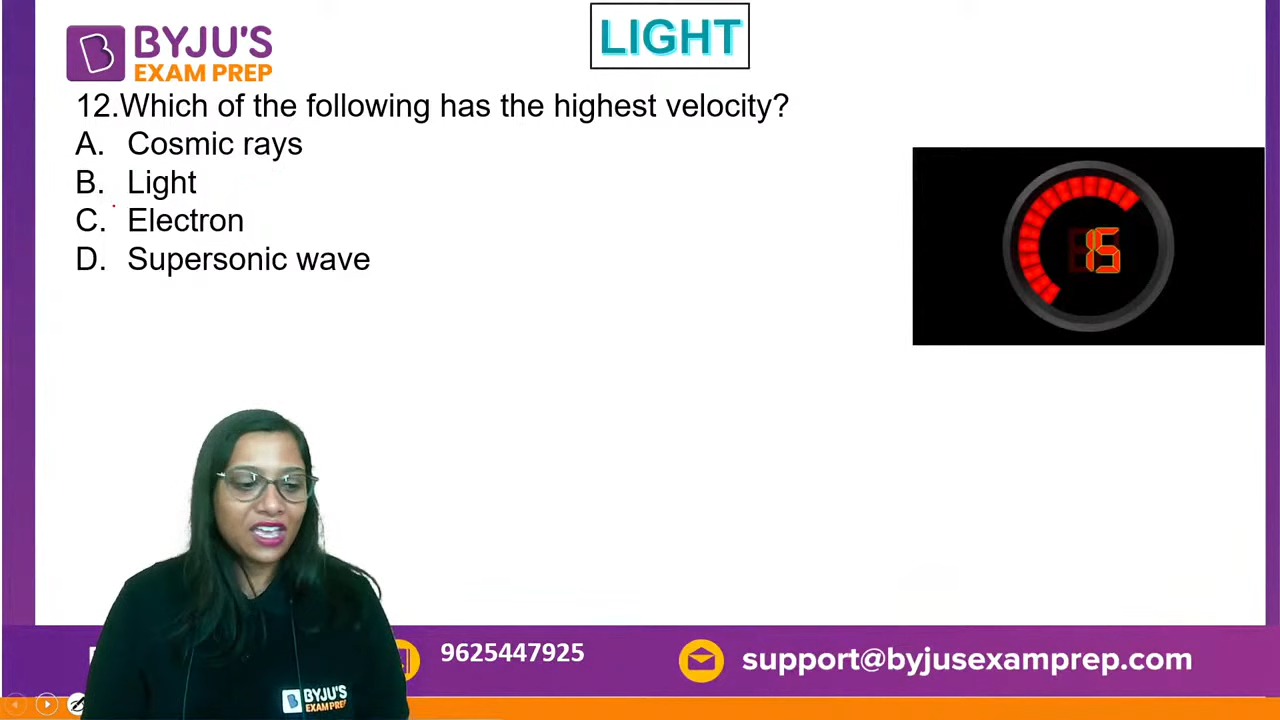 LIGHT
BYJU'S
EXAM PREP
12.Which of the following has the highest velocity?
A. Cosmic rays
B. Light
C. Electron
D. Supersonic wave
15
9625447925
support@byjusexamprep.com
BYJU'S
EXAM PREP